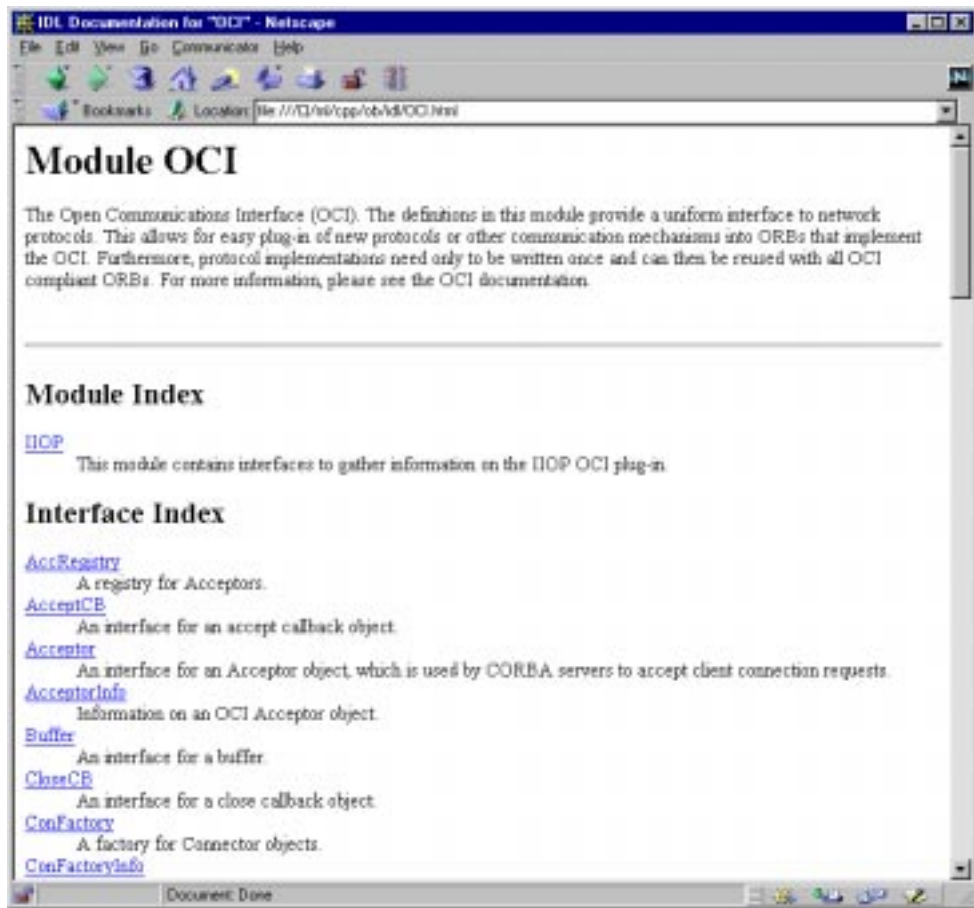 IDL Documentation for "OCI" - Netscape
File Edit View Go Communicator Help
Bookmarks Location: file:///C|/ml/cpp/ob/idl/OCI.html
Module OCI
The Open Communications Interface (OCI). The definitions in this module provide a uniform interface to network
protocols. This allows for easy plug-in of new protocols or other communication mechanisms into ORBs that implement
the OCI. Furthermore, protocol implementations need only to be written once and can then be reused with all OCI
compliant ORBs. For more information, please see the OCI documentation.
Module Index
IIOP
This module contains interfaces to gather information on the IIOP OCI plug-in.
Interface Index
AccRegistry
A registry for Acceptors.
AcceptCB
An interface for an accept callback object.
Acceptor
An interface for an Acceptor object, which is used by CORBA servers to accept client connection requests.
AcceptorInfo
Information on an OCI Acceptor object.
Buffer
An interface for a buffer.
CloseCB
An interface for a close callback object.
ConFactory
A factory for Connector objects.
ConFactoryInfo
Document: Done